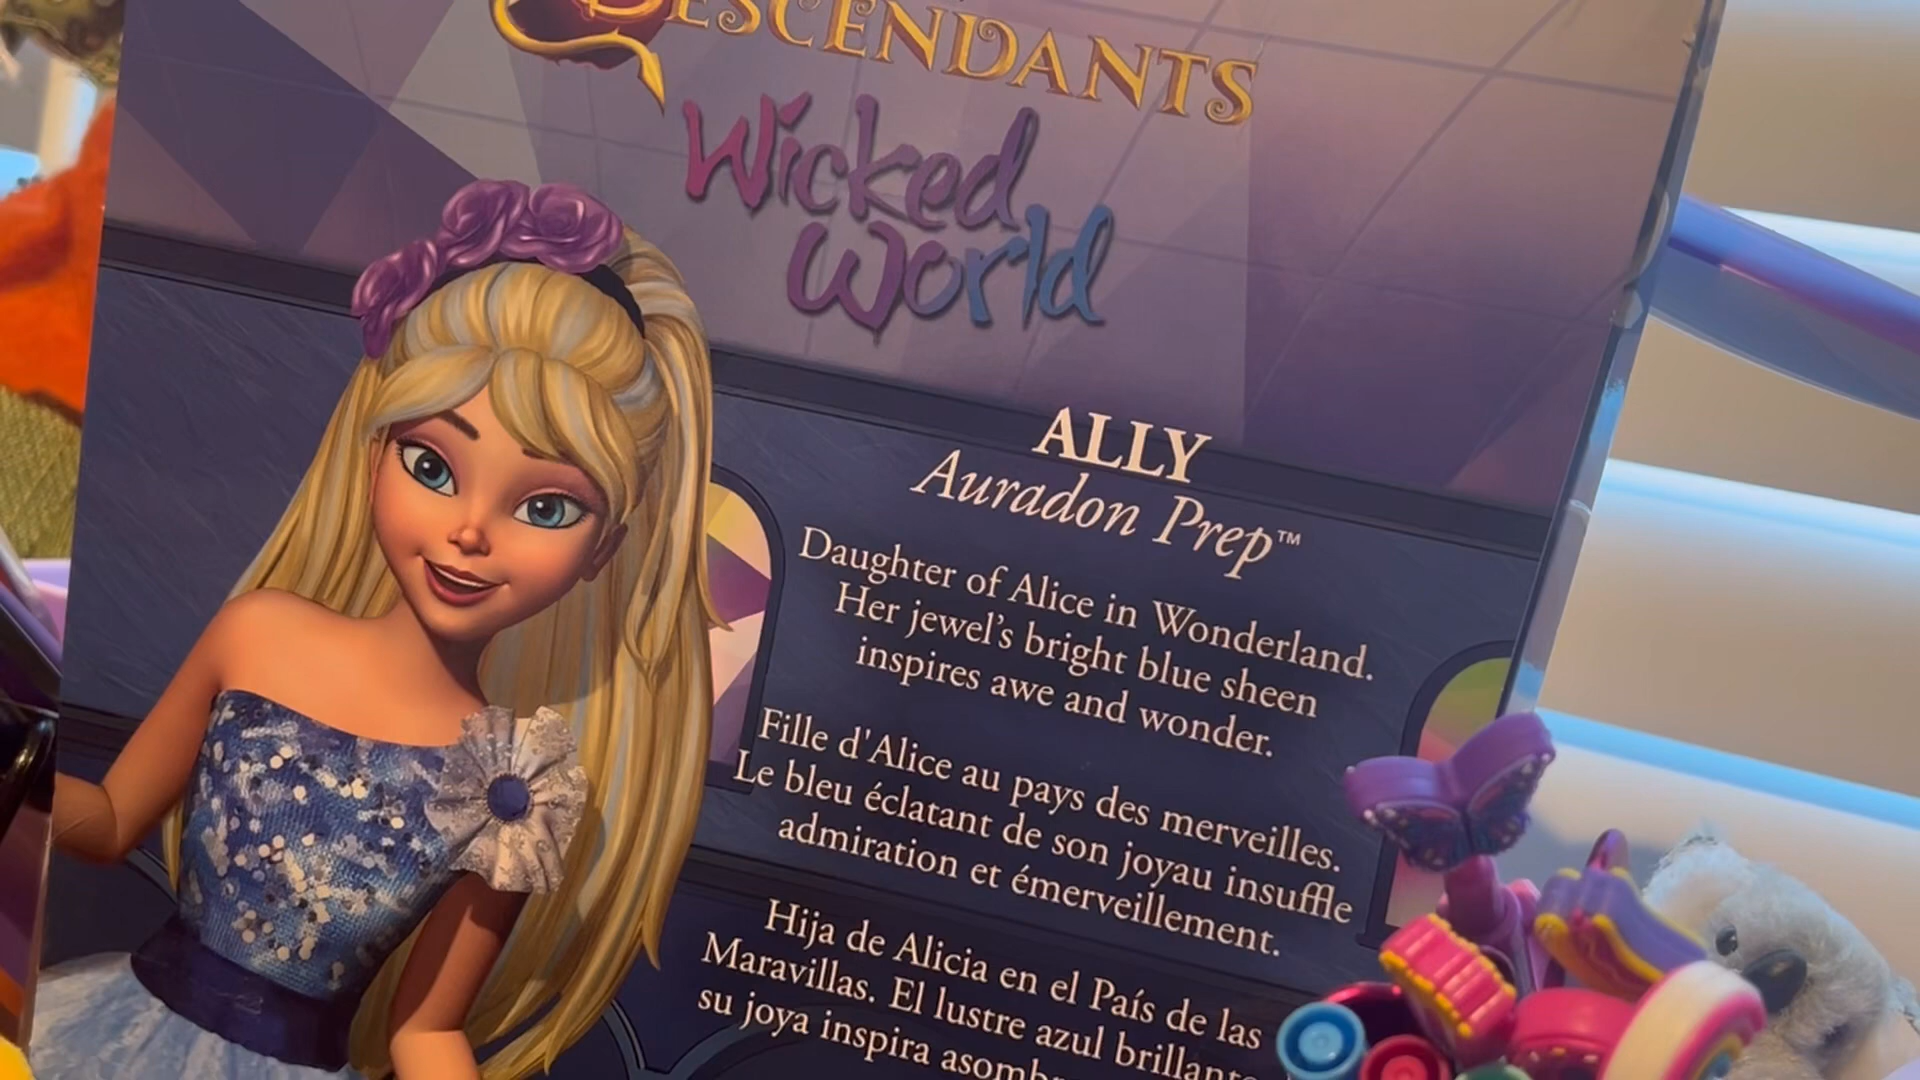 DESCENDANTS
Wicked
World
ALLY
Auradon Prep™
Daughter of Alice in Wonderland.
Her jewel's bright blue sheen
inspires awe and wonder.
Fille d'Alice au pays des merveilles.
Le bleu éclatant de son joyau insuffle
admiration et émerveillement.
Hija de Alicia en el País de las
Maravillas. El lustre azul brillante
su joya inspira